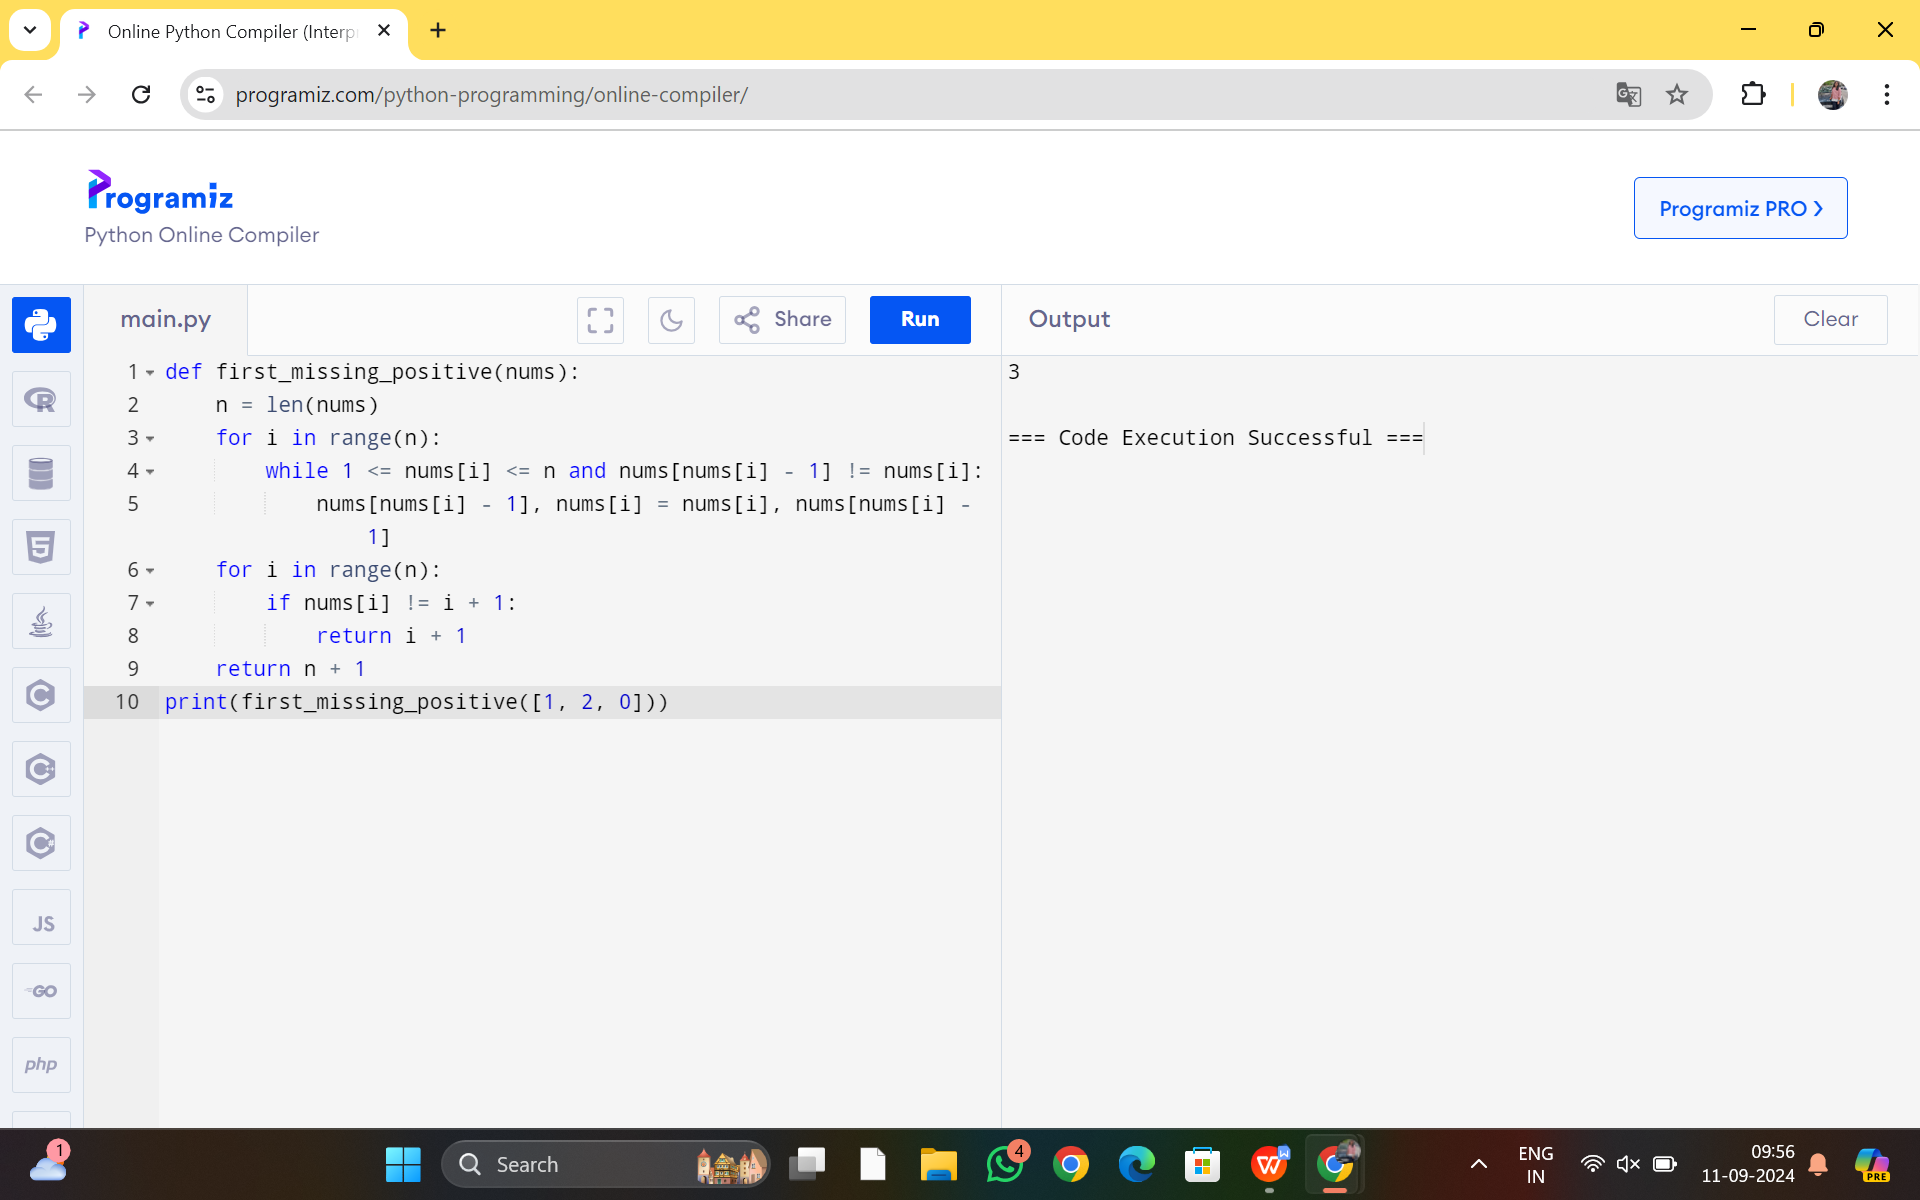 Online Python Compiler (Interp
programiz.com/python-programming/online-compiler/
Programiz
Python Online Compiler
Programiz PRO
main.py
Share
Run
Output
Clear
1 def first_missing_positive(nums):
2     n = len(nums)
3     for i in range(n):
4         while 1 <= nums[i] <= n and nums[nums[i] - 1] != nums[i]:
5             nums[nums[i] - 1], nums[i] = nums[i], nums[nums[i] -
1]
6     for i in range(n):
7         if nums[i] != i + 1:
8             return i + 1
9     return n + 1
10 print(first_missing_positive([1, 2, 0]))
3
=== Code Execution Successful ===
R
5
C
C
C
JS
GO
php
1
Search
4
W
W
ENG
IN
09:56
11-09-2024
PRE